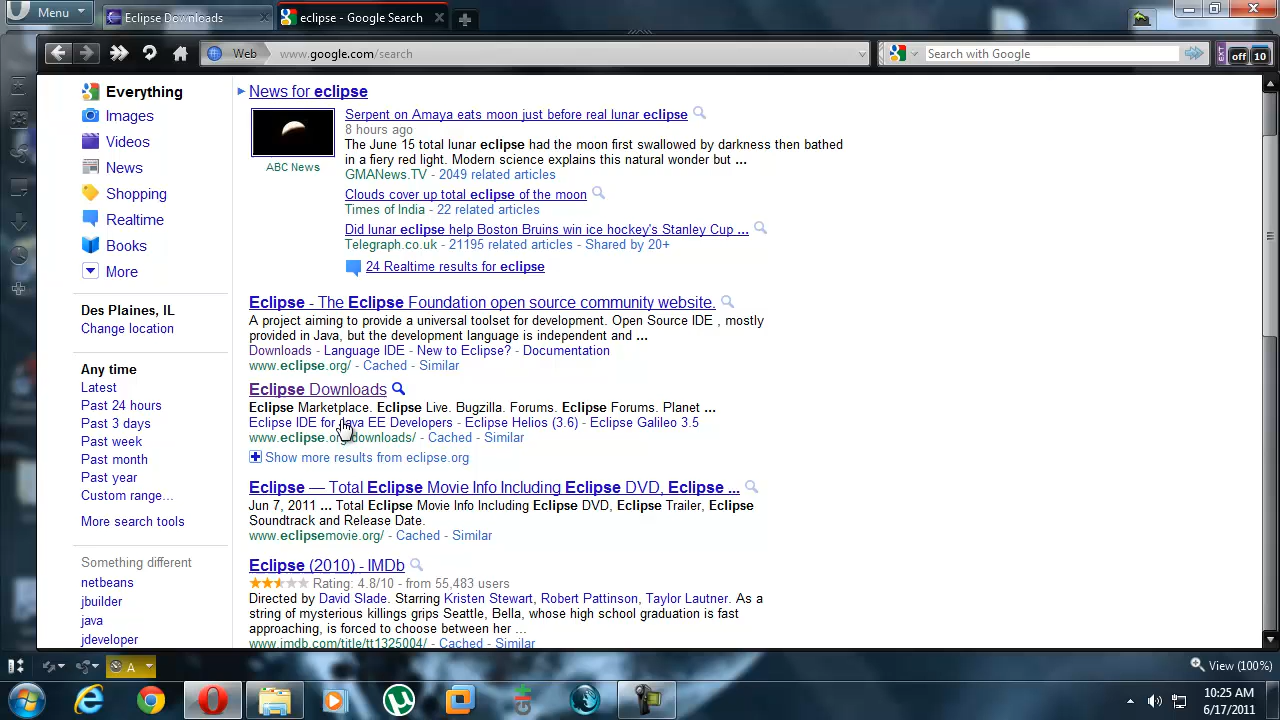 Menu
Eclipse Downloads
eclipse - Google Search
Web
www.google.com/search
Search with Google
EXT
off
10
Everything
Images
Videos
News
Shopping
Realtime
Books
More
Des Plaines, IL
Change location
Any time
Latest
Past 24 hours
Past 3 days
Past week
Past month
Past year
Custom range...
More search tools
Something different
netbeans
jbuilder
java
jdeveloper
News for eclipse
Serpent on Amaya eats moon just before real lunar eclipse
8 hours ago
The June 15 total lunar eclipse had the moon first swallowed by darkness then bathed
in a fiery red light. Modern science explains this natural wonder but ...
ABC News
GMANews.TV - 2049 related articles
Clouds cover up total eclipse of the moon
Times of India - 22 related articles
Did lunar eclipse help Boston Bruins win ice hockey's Stanley Cup ...
Telegraph.co.uk - 21195 related articles - Shared by 20+
24 Realtime results for eclipse
Eclipse - The Eclipse Foundation open source community website.
A project aiming to provide a universal toolset for development. Open Source IDE , mostly
provided in Java, but the development language is independent and ...
Downloads - Language IDE - New to Eclipse? - Documentation
www.eclipse.org/ - Cached - Similar
Eclipse Downloads
Eclipse Marketplace. Eclipse Live. Bugzilla. Forums. Eclipse Forums. Planet ...
Eclipse IDE for Java EE Developers - Eclipse Helios (3.6) - Eclipse Galileo 3.5
www.eclipse.org/downloads/ - Cached - Similar
Show more results from eclipse.org
Eclipse — Total Eclipse Movie Info Including Eclipse DVD, Eclipse ...
Jun 7, 2011 ... Total Eclipse Movie Info Including Eclipse DVD, Eclipse Trailer, Eclipse
Soundtrack and Release Date.
www.eclipsemovie.org/ - Cached - Similar
Eclipse (2010) - IMDb
Rating: 4.8/10 - from 55,483 users
Directed by David Slade. Starring Kristen Stewart, Robert Pattinson, Taylor Lautner. As a
string of mysterious killings grips Seattle, Bella, whose high school graduation is fast
approaching, is forced to choose between her ...
www.imdb.com/title/tt1325004/ - Cached - Similar
A
View (100%)
10:25 AM
6/17/2011